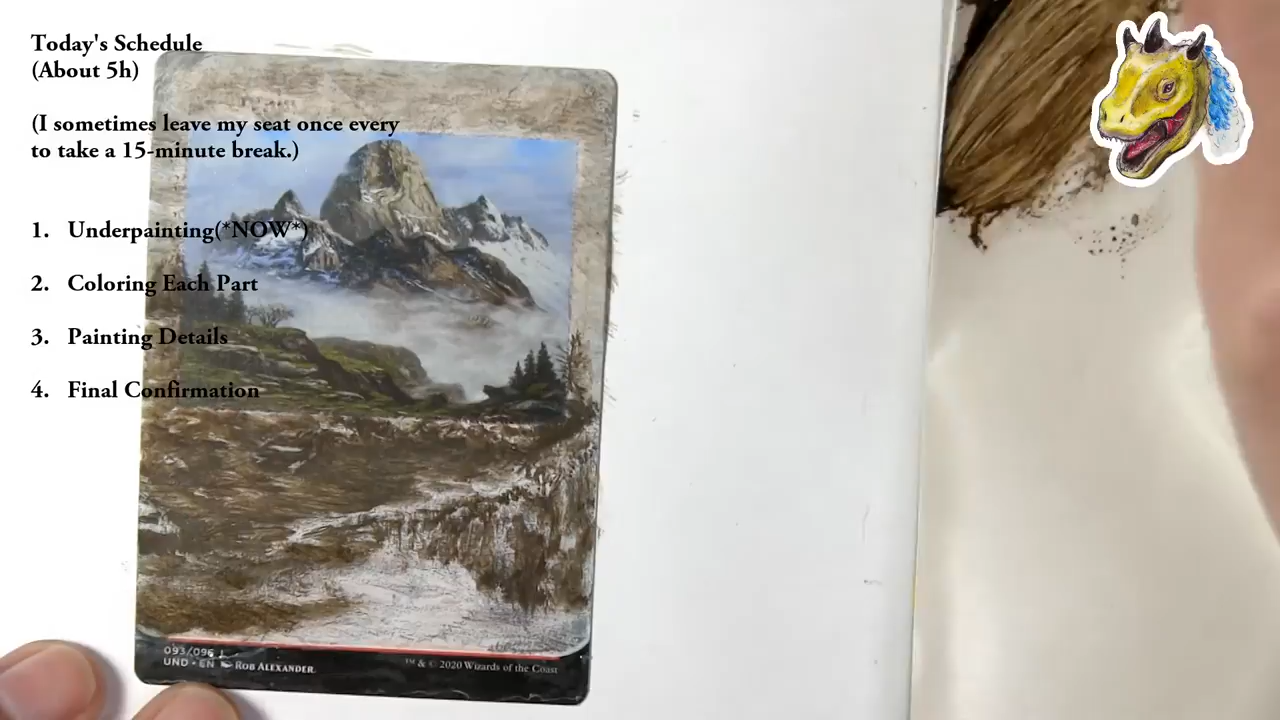 Today's Schedule
(About 5h)
(I sometimes leave my seat once every
to take a 15-minute break.)
1. Underpainting(*NOW*)
2. Coloring Each Part
3. Painting Details
4. Final Confirmation
093/096 L
UND • EN ROB ALEXANDER
™ & © 2020 Wizards of the Coast